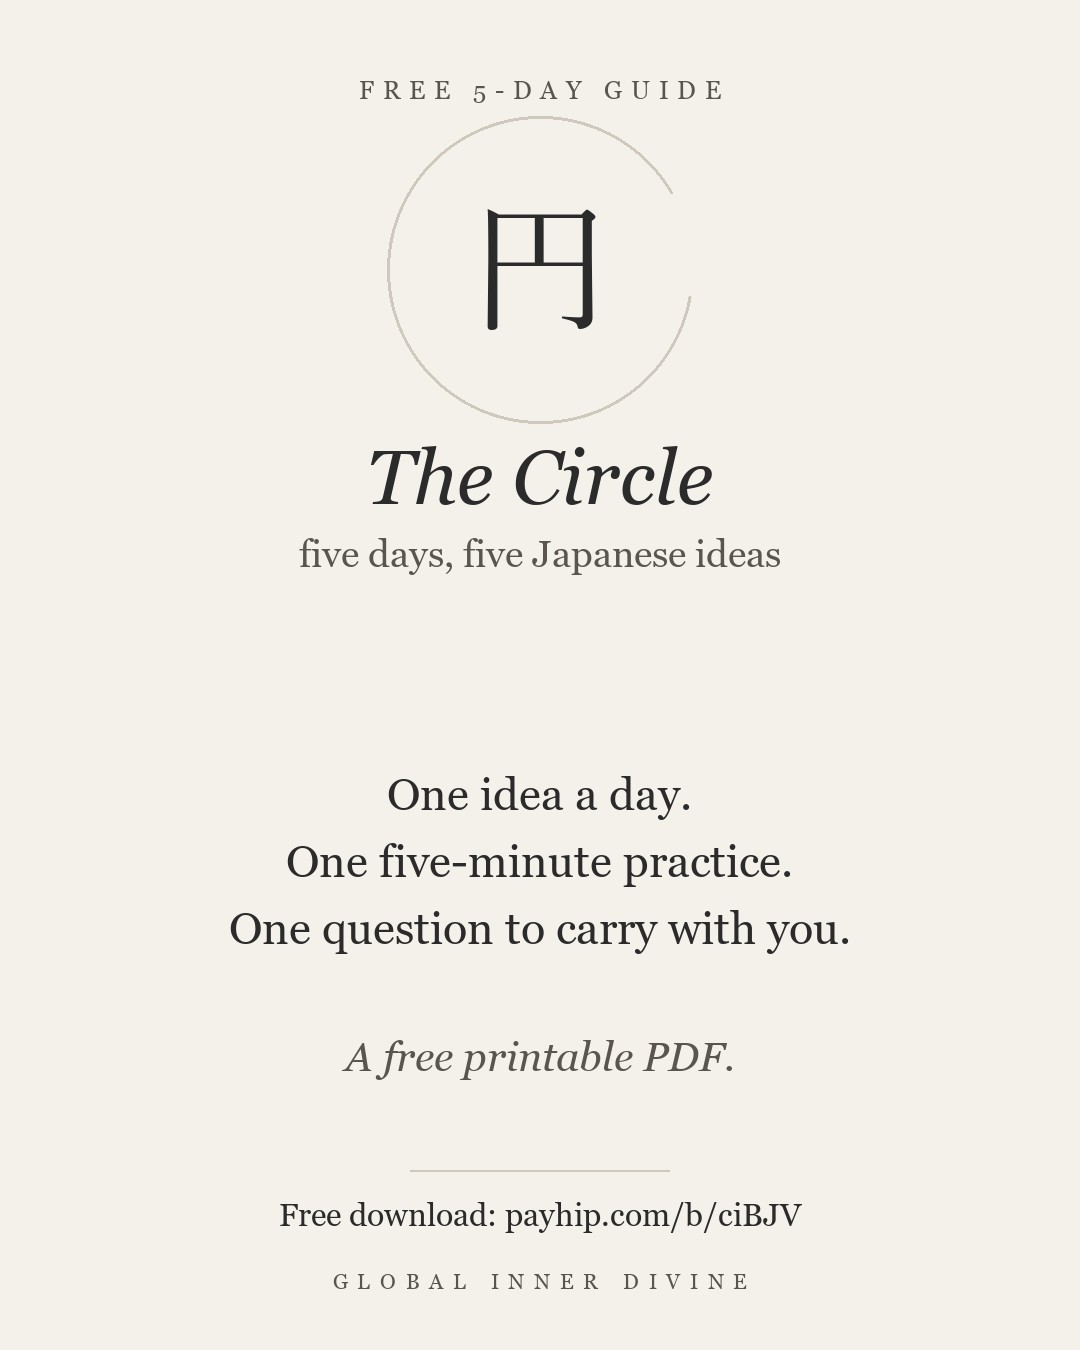 FREE 5-DAY GUIDE
円
The Circle
five days, five Japanese ideas
One idea a day.
One five-minute practice.
One question to carry with you.
A free printable PDF.
Free download: payhip.com/b/ciBJV
GLOBAL INNER DIVINE